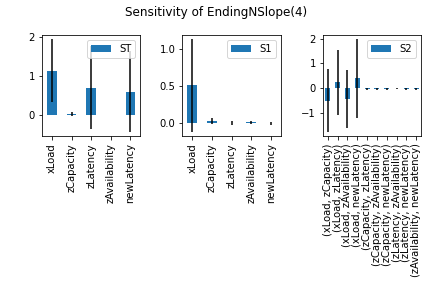 Sensitivity of EndingNSlope(4)
2
1
0
ST
xLoad
zCapacity
zLatency
zAvailability
newLatency
1.0
0.5
0.0
S1
xLoad
zCapacity
zLatency
zAvailability
newLatency
2
1
0
−1
S2
(xLoad, zCapacity)
(xLoad, zLatency)
(xLoad, zAvailability)
(xLoad, newLatency)
(zCapacity, zLatency)
(zCapacity, zAvailability)
(zCapacity, newLatency)
(zLatency, zAvailability)
(zLatency, newLatency)
(zAvailability, newLatency)